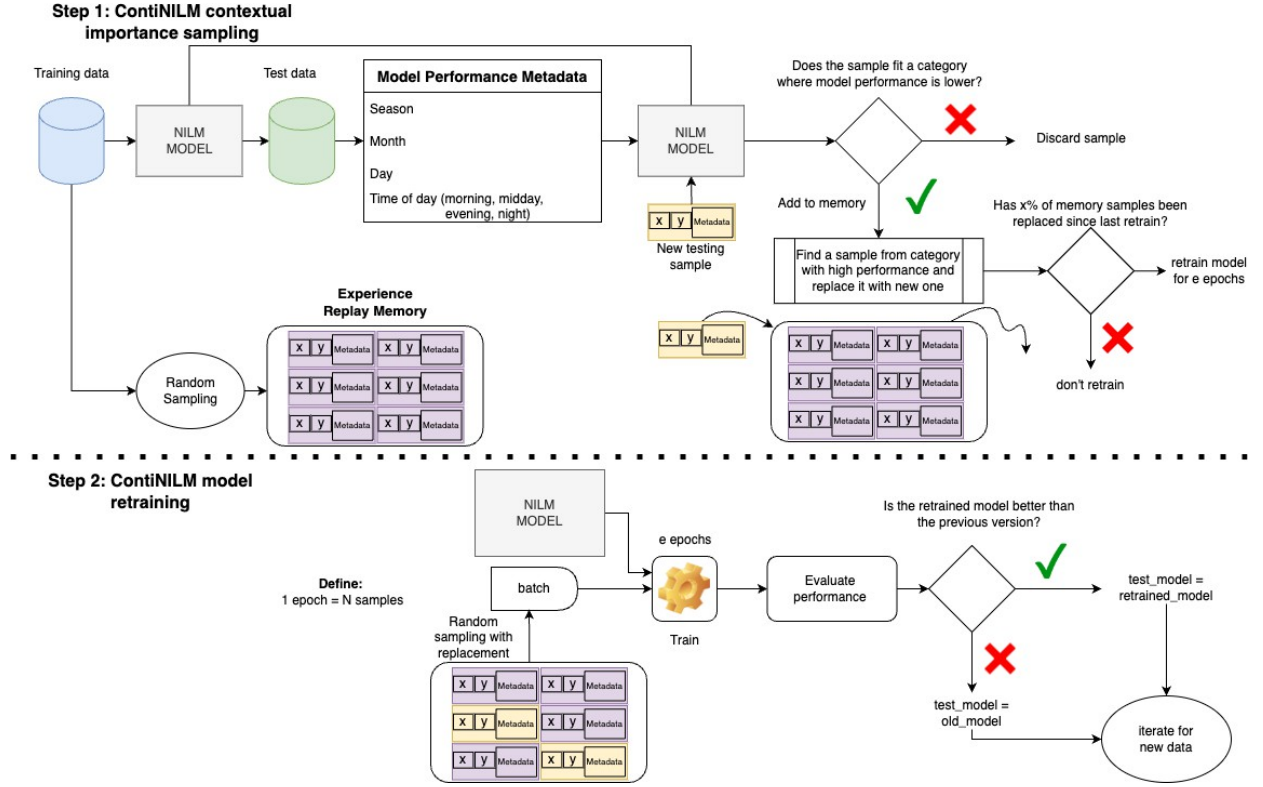 Step 1: ContiNILM contextual
importance sampling
Training data
NILM
MODEL
Test data
Model Performance Metadata
Season
Month
Day
Time of day (morning, midday,
evening, night)
NILM
MODEL
x y Metadata
New testing
sample
Does the sample fit a category
where model performance is lower?
Discard sample
Add to memory
Find a sample from category
with high performance and
replace it with new one
Has x% of memory samples been
replaced since last retrain?
retrain model
for e epochs
don't retrain
Random
Sampling
Experience
Replay Memory
x y Metadata x y Metadata
x y Metadata x y Metadata
x y Metadata x y Metadata
x y Metadata
x y Metadata x y Metadata
x y Metadata x y Metadata
x y Metadata x y Metadata
Step 2: ContiNILM model
retraining
NILM
MODEL
Define:
1 epoch = N samples
batch
Random
sampling with
replacement
x y Metadata x y Metadata
x y Metadata x y Metadata
x y Metadata x y Metadata
e epochs
Train
Evaluate
performance
Is the retrained model better than
the previous version?
test_model =
retrained_model
test_model =
old_model
iterate for
new data